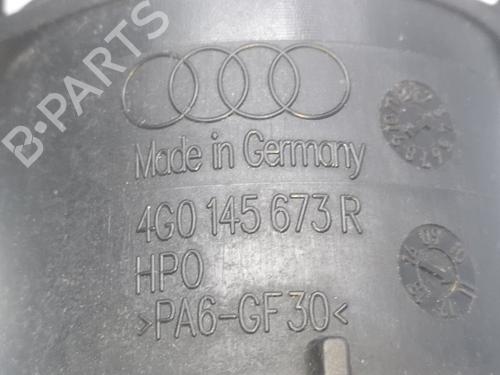 B-PARTS
Made in Germany
4G0 145 673 R
HPO
>PA6-GF30<